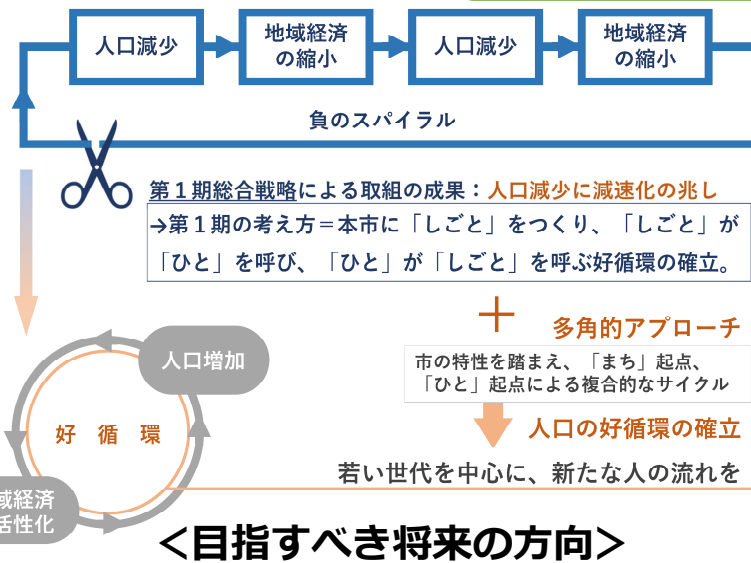 人口減少
地域経済
の縮小
人口減少
地域経済
の縮小
負のスパイラル
第1期総合戦略による取組の成果：人口減少に減速化の兆し
→第1期の考え方＝本市に「しごと」をつくり、「しごと」が
「ひと」を呼び、「ひと」が「しごと」を呼ぶ好循環の確立。
＋
多角的アプローチ
市の特性を踏まえ、「まち」起点、
「ひと」起点による複合的なサイクル
人口増加
好 循 環
人口の好循環の確立
若い世代を中心に、新たな人の流れを
域経済
活性化
＜目指すべき将来の方向＞